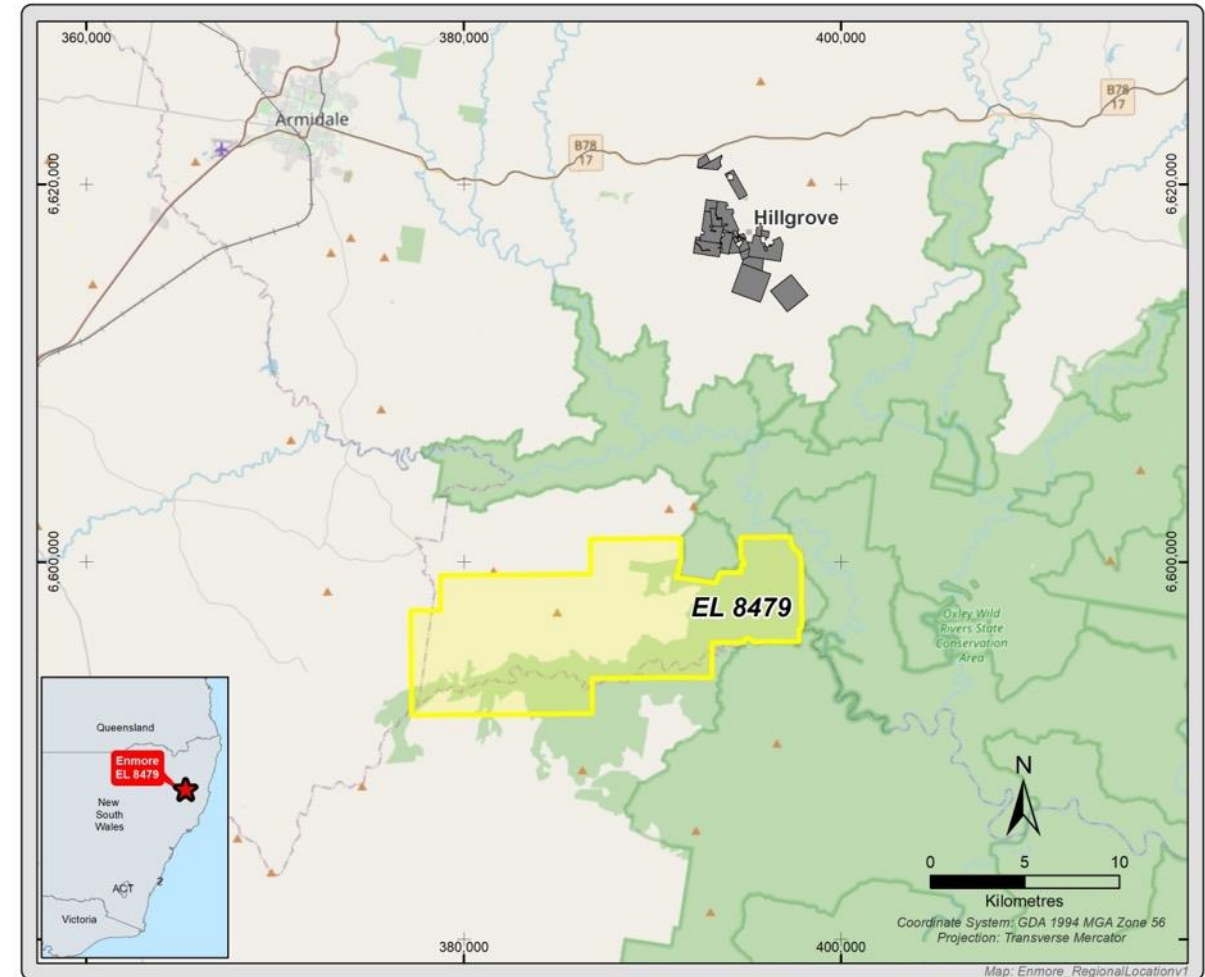 360,000
380,000
400,000
B78
17
Armidale
B78
17
6,620,000
6,620,000
Hillgrove
6,600,000
6,600,000
EL 8479
Oxley Wild
Rivers State
Conservation
Area
Queensland
Enmore
EL 8479
New
South
Wales
ACT
2
Victoria
N
0
5
10
Kilometres
Coordinate System: GDA 1994 MGA Zone 56
Projection: Transverse Mercator
380,000
400,000
Map: Enmore_RegionalLocationv1